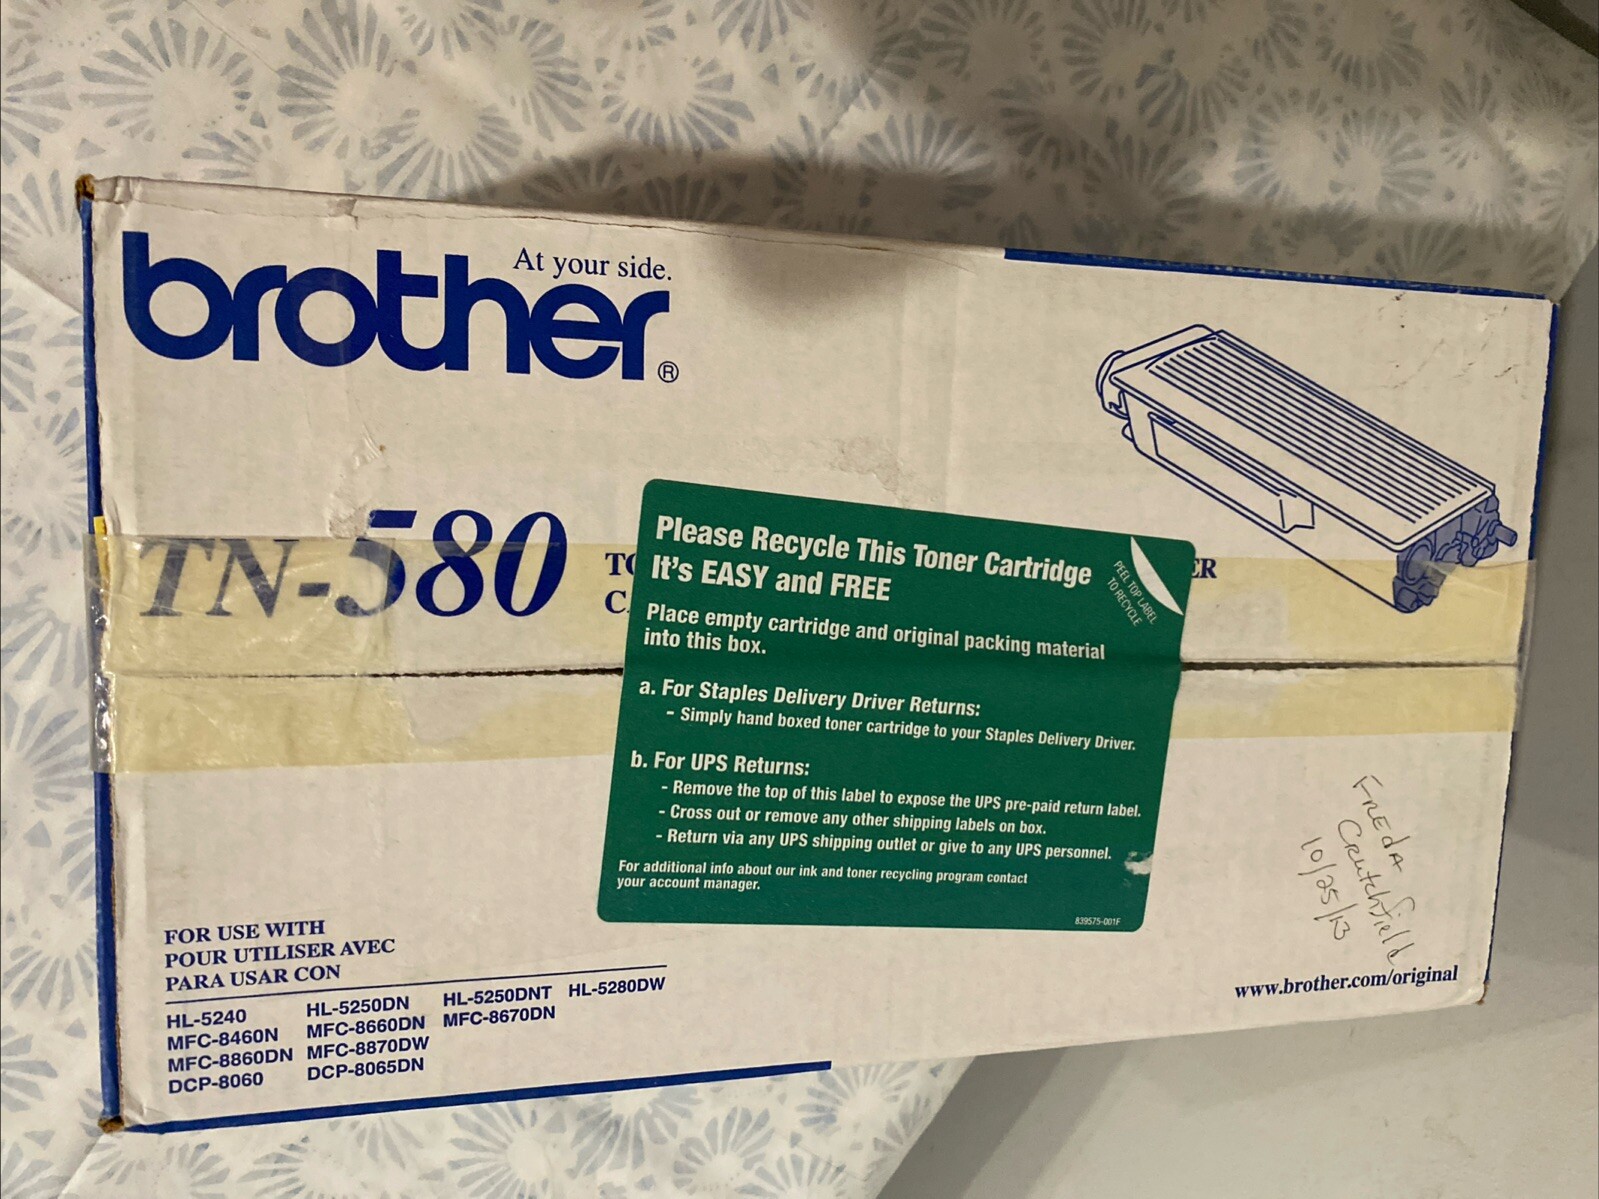 At your side.
brother®
TN-580
Please Recycle This Toner Cartridge
It's EASY and FREE
PEEL TOP LABEL
TO RECYCLE
Place empty cartridge and original packing material
into this box.
a. For Staples Delivery Driver Returns:
- Simply hand boxed toner cartridge to your Staples Delivery Driver.
b. For UPS Returns:
- Remove the top of this label to expose the UPS pre-paid return label.
- Cross out or remove any other shipping labels on box.
- Return via any UPS shipping outlet or give to any UPS personnel.
For additional info about our ink and toner recycling program contact
your account manager.
839575-001F
FREdA
Crutchfield
10/25/13
FOR USE WITH
POUR UTILISER AVEC
PARA USAR CON
HL-5240 HL-5250DN HL-5250DNT HL-5280DW
MFC-8460N MFC-8660DN MFC-8670DN
MFC-8860DN MFC-8870DW
DCP-8060 DCP-8065DN
www.brother.com/original